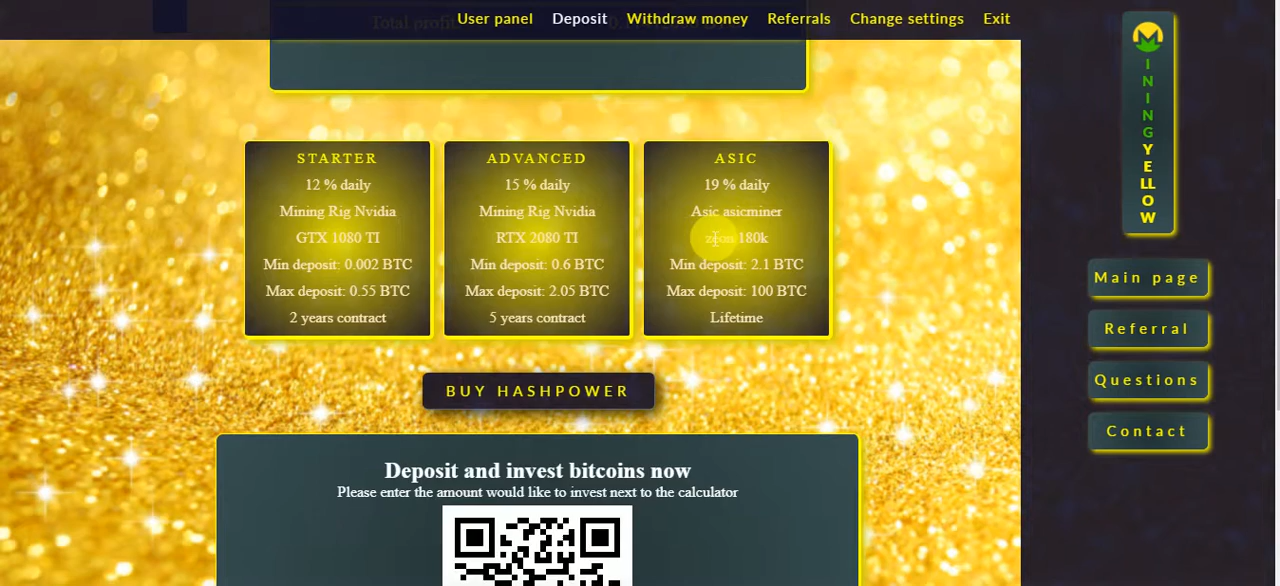 Total profit
User panel Deposit Withdraw money Referrals Change settings Exit
MINING YELLOW
STARTER
12 % daily
Mining Rig Nvidia
GTX 1080 TI
Min deposit: 0.002 BTC
Max deposit: 0.55 BTC
2 years contract
ADVANCED
15 % daily
Mining Rig Nvidia
RTX 2080 TI
Min deposit: 0.6 BTC
Max deposit: 2.05 BTC
5 years contract
ASIC
19 % daily
Asic asicminer
180k
Min deposit: 2.1 BTC
Max deposit: 100 BTC
Lifetime
BUY HASHPOWER
Deposit and invest bitcoins now
Please enter the amount would like to invest next to the calculator
Main page
Referral
Questions
Contact